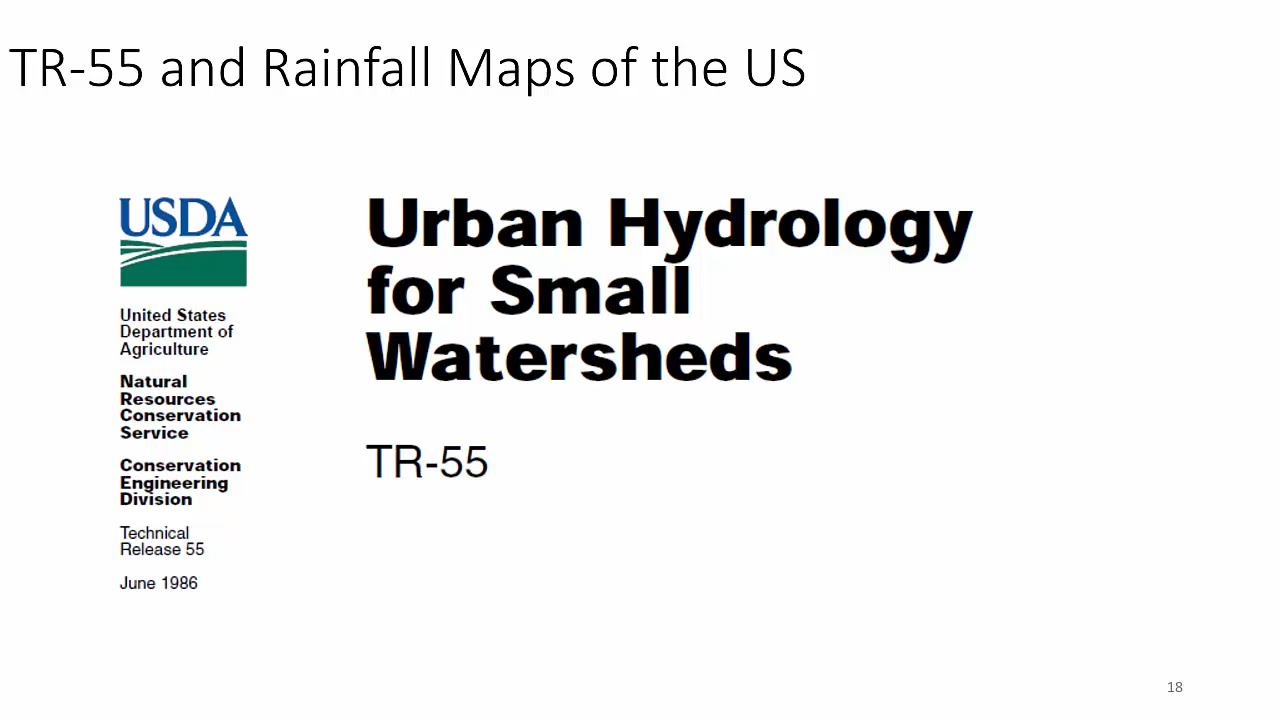 TR-55 and Rainfall Maps of the US
USDA
United States
Department of
Agriculture
Natural
Resources
Conservation
Service
Conservation
Engineering
Division
Technical
Release 55
June 1986
Urban Hydrology
for Small
Watersheds
TR-55
18